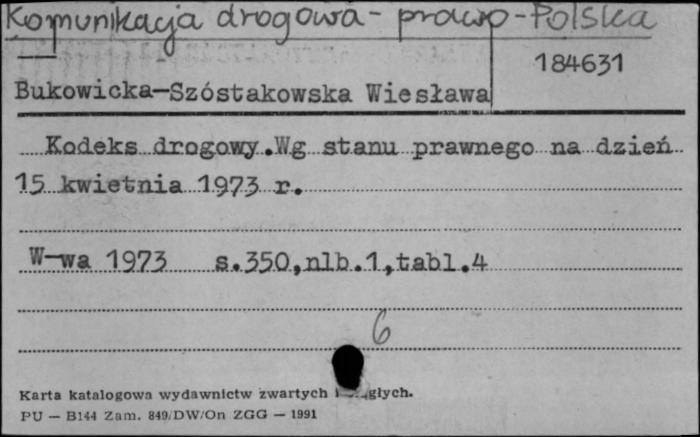 Komunikacja drogowa - prawo - Polska
184631
Bukowicka-Szóstakowska Wiesława
Kodeks drogowy.Wg stanu prawnego na dzień
15 kwietnia 1973 r.
W-wa 1973 s.350,nlb.1,tabl.4
6
Karta katalogowa wydawnictw zwartych
PU — B144 Zam. 849/DW/On ZGG — 1991